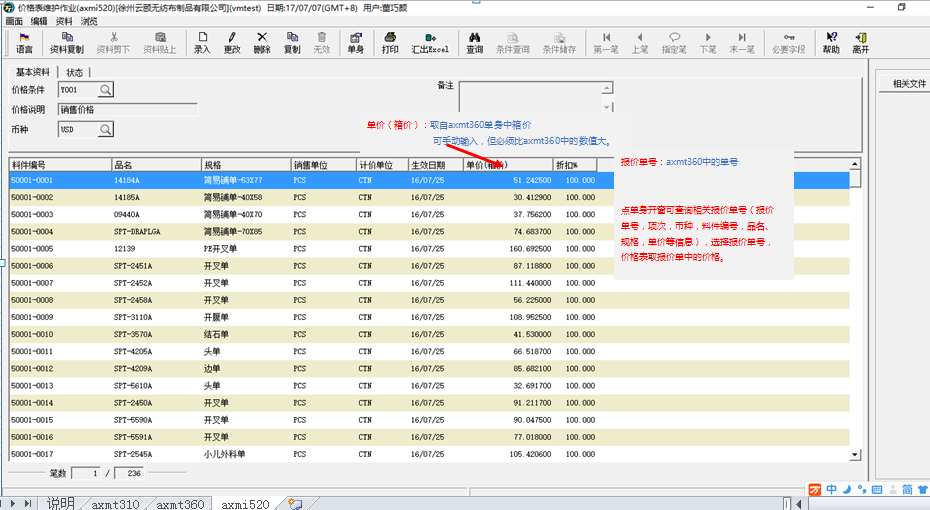 价格表维护作业(axmi520)[徐州云颐无纺布制品有限公司](vmtest) 日期:17/07/07(GMT+8) 用户:董巧颜
画面 编辑 资料 浏览
语言 资料复制 资料剪下 资料贴上 录入 更改 删除 复制 无效 单身 打印 汇出Excel 查询 条件查询 条件储存 第一笔 上笔 指定笔 下笔 末一笔 必要字段 帮助 离开
基本资料 状态
相关文件
价格条件 Y001
备注
价格说明 销售价格
币种 USD
单价（箱价）：取自axmt360单身中箱价
可手动输入，但必须比axmt360中的数值大。
料件编号 品名 规格 销售单位 计价单位 生效日期 单价(箱价) 折扣%
50001-0001 14184A 简易铺单-53X77 PCS CTN 16/07/25 51.242500 100.000
50001-0002 14185A 简易铺单-40X58 PCS CTN 16/07/25 30.412900 100.000
50001-0003 09440A 简易铺单-40X70 PCS CTN 16/07/25 37.756200 100.000
50001-0004 SPT-DRAPLGA 简易铺单-70X85 PCS CTN 16/07/25 74.683700 100.000
50001-0005 12139 PE开叉单 PCS CTN 16/07/25 160.692500 100.000
50001-0006 SPT-2451A 开叉单 PCS CTN 16/07/25 87.118800 100.000
50001-0007 SPT-2452A 开叉单 PCS CTN 16/07/25 111.440000 100.000
50001-0008 SPT-2458A 开叉单 PCS CTN 16/07/25 56.225000 100.000
50001-0009 SPT-3110A 开腹单 PCS CTN 16/07/25 108.952500 100.000
50001-0010 SPT-3570A 结石单 PCS CTN 16/07/25 41.530000 100.000
50001-0011 SPT-4205A 头单 PCS CTN 16/07/25 66.518700 100.000
50001-0012 SPT-4209A 边单 PCS CTN 16/07/25 85.682100 100.000
50001-0013 SPT-5610A 头单 PCS CTN 16/07/25 32.691700 100.000
50001-0014 SPT-2450A 开叉单 PCS CTN 16/07/25 91.211700 100.000
50001-0015 SPT-5590A 开叉单 PCS CTN 16/07/25 90.047500 100.000
50001-0016 SPT-5591A 开叉单 PCS CTN 16/07/25 77.018000 100.000
50001-0017 SPT-2545A 小儿外科单 PCS CTN 16/07/25 105.420600 100.000
报价单号：axmt360中的单号
点单身开窗可查询相关报价单号（报价
单号，项次，币种，料件编号，品名、
规格，单价等信息），选择报价单号，
价格表取报价单中的价格。
笔数 1 / 236
中 简
说明 axmt310 axmt360 axmi520